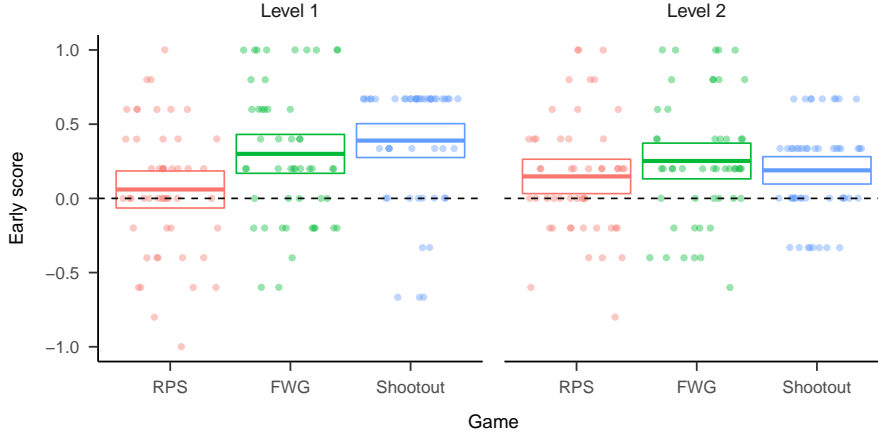 Level 1
Level 2
Early score
1.0
0.5
0.0
−0.5
−1.0
RPS
FWG
Shootout
RPS
FWG
Shootout
Game